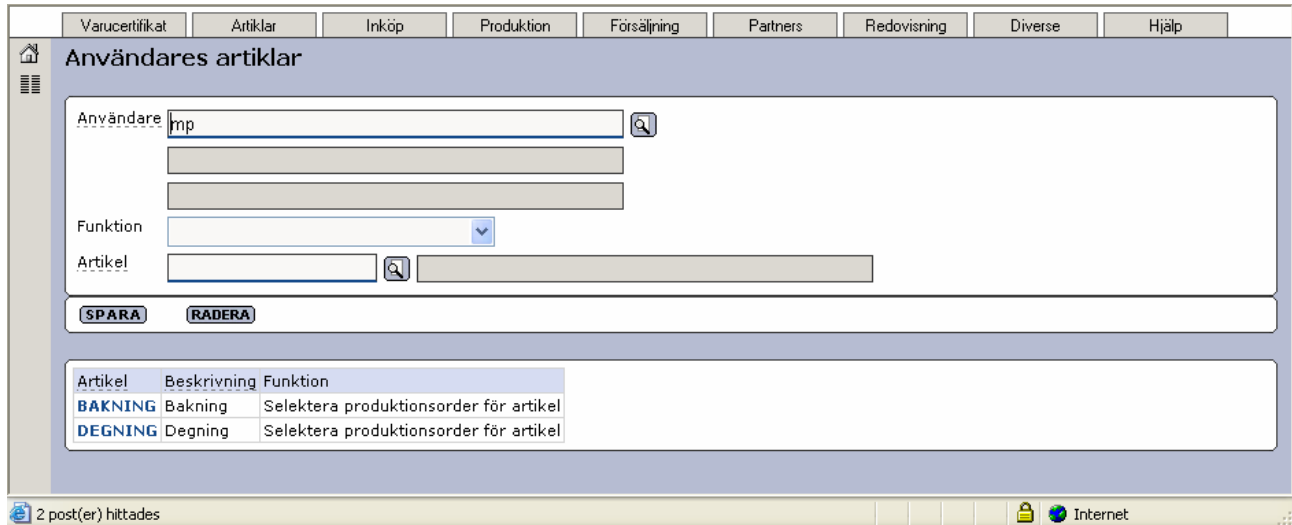 Varucertifikat Artiklar Inköp Produktion Försäljning Partners Redovisning Diverse Hjälp
Användares artiklar
Användare mp
Funktion
Artikel
SPARA RADERA
Artikel Beskrivning Funktion
BAKNING Bakning Selektera produktionsorder för artikel
DEGNING Degning Selektera produktionsorder för artikel
2 post(er) hittades Internet